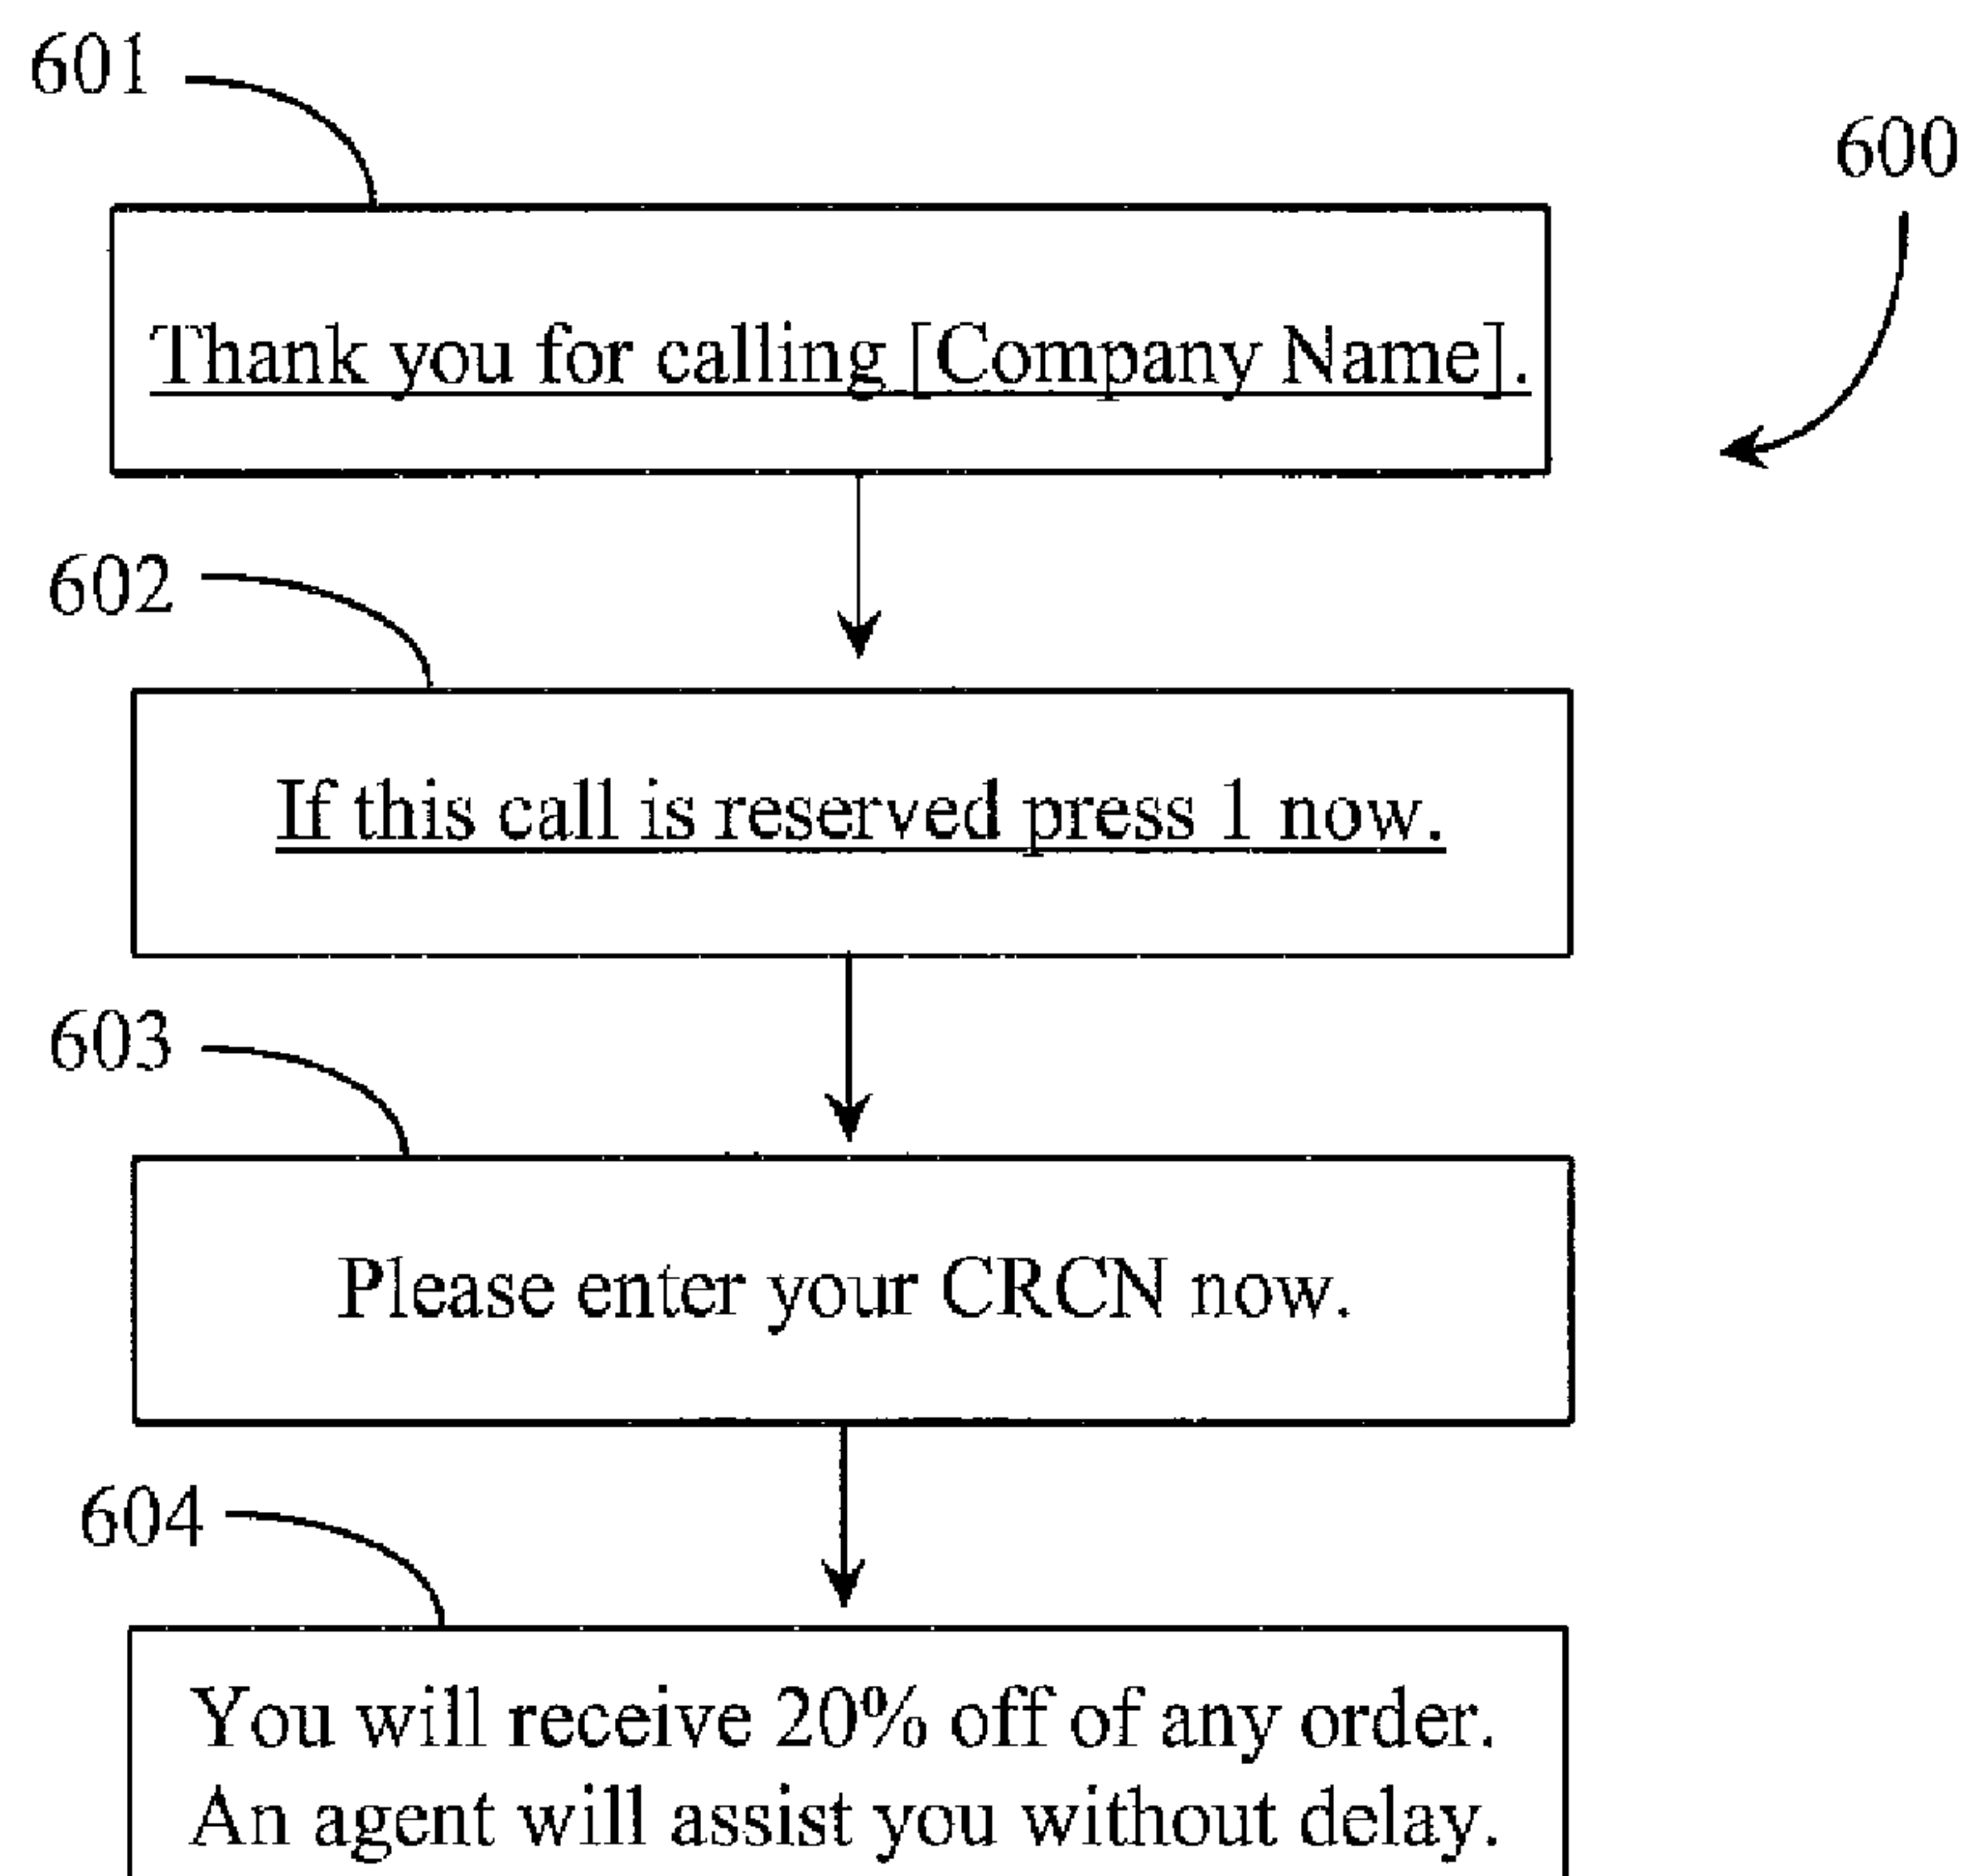 601
600
Thank you for calling [Company Name].
602
If this call is reserved press 1 now.
603
Please enter your CRCN now.
604
You will receive 20% off of any order.
An agent will assist you without delay.